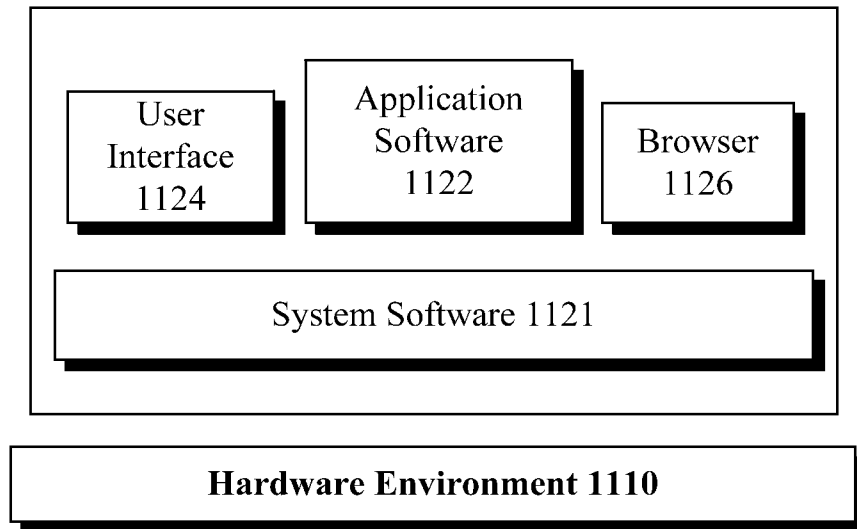 User
Interface
1124
Application
Software
1122
Browser
1126
System Software 1121
Hardware Environment 1110